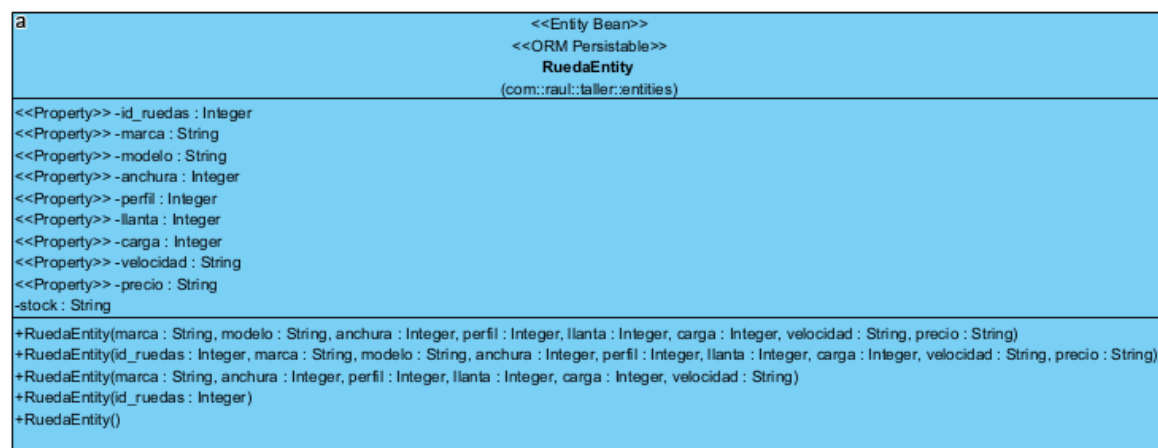 a
<<Entity Bean>>
<<ORM Persistable>>
RuedaEntity
(com::raul::taller::entities)
<<Property>> -id_ruedas : Integer
<<Property>> -marca : String
<<Property>> -modelo : String
<<Property>> -anchura : Integer
<<Property>> -perfil : Integer
<<Property>> -llanta : Integer
<<Property>> -carga : Integer
<<Property>> -velocidad : String
<<Property>> -precio : String
-stock : String
+RuedaEntity(marca : String, modelo : String, anchura : Integer, perfil : Integer, llanta : Integer, carga : Integer, velocidad : String, precio : String)
+RuedaEntity(id_ruedas : Integer, marca : String, modelo : String, anchura : Integer, perfil : Integer, llanta : Integer, carga : Integer, velocidad : String, precio : String)
+RuedaEntity(marca : String, anchura : Integer, perfil : Integer, llanta : Integer, carga : Integer, velocidad : String)
+RuedaEntity(id_ruedas : Integer)
+RuedaEntity()